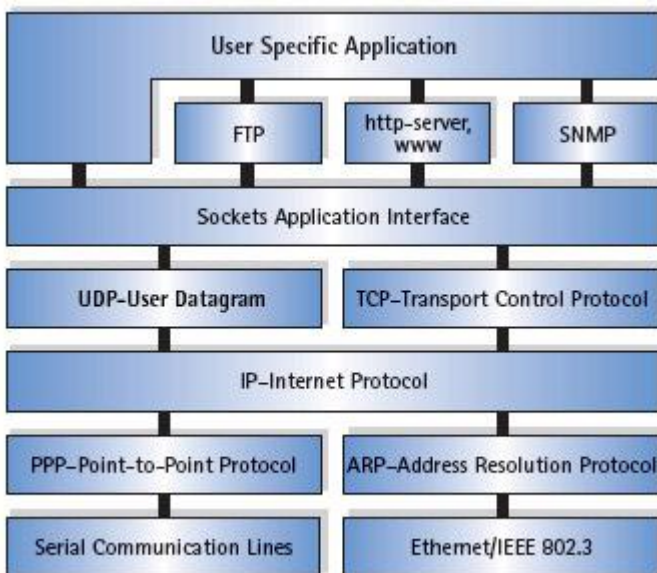 User Specific Application
FTP
http-server,
www
SNMP
Sockets Application Interface
UDP-User Datagram
TCP-Transport Control Protocol
IP-Internet Protocol
PPP-Point-to-Point Protocol
ARP-Address Resolution Protocol
Serial Communication Lines
Ethernet/IEEE 802.3